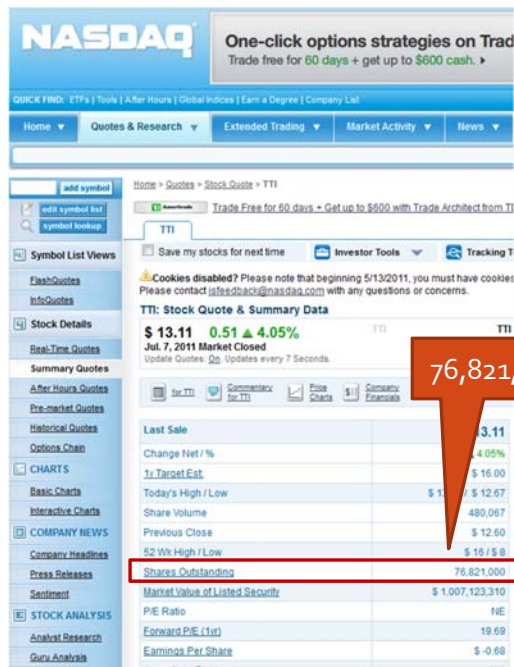 NASDAQ
One-click options strategies on Trad
Trade free for 60 days + get up to $600 cash.
QUICK FIND: ETFs | Tools | After Hours | Global Indices | Earn a Degree | Company List
Home
Quotes & Research
Extended Trading
Market Activity
News
add symbol
edit symbol list
symbol lookup
Symbol List Views
FlashQuotes
InfoQuotes
Stock Details
Real-Time Quotes
Summary Quotes
After Hours Quotes
Pre-market Quotes
Historical Quotes
Options Chain
CHARTS
Basic Charts
Interactive Charts
COMPANY NEWS
Company Headlines
Press Releases
Sentiment
STOCK ANALYSIS
Analyst Research
Guru Analysis
Home > Quotes > Stock Quote > TTI
Trade Free for 60 days + Get up to $600 with Trade Architect from T
TTI
Save my stocks for next time
Investor Tools
Tracking T
Cookies disabled? Please note that beginning 5/13/2011, you must have cookies
Please contact isfeedback@nasdaq.com with any questions or concerns.
TTI: Stock Quote & Summary Data
$ 13.11 0.51 ▲ 4.05%
TTI
TTI
Jul. 7, 2011 Market Closed
Update Quotes: On. Updates every 7 Seconds.
for TTI
Commentary for TTI
Price Charts
Company Financials
76,821,
Last Sale 13.11
Change Net / % 4.05%
1y Target Est. $ 16.00
Today's High / Low $ 12.67
Share Volume 480,067
Previous Close $ 12.60
52 Wk High / Low $ 16 / $ 8
Shares Outstanding 76,821,000
Market Value of Listed Security $ 1,007,123,310
P/E Ratio NE
Forward P/E (1yr) 19.69
Earnings Per Share $ -0.68